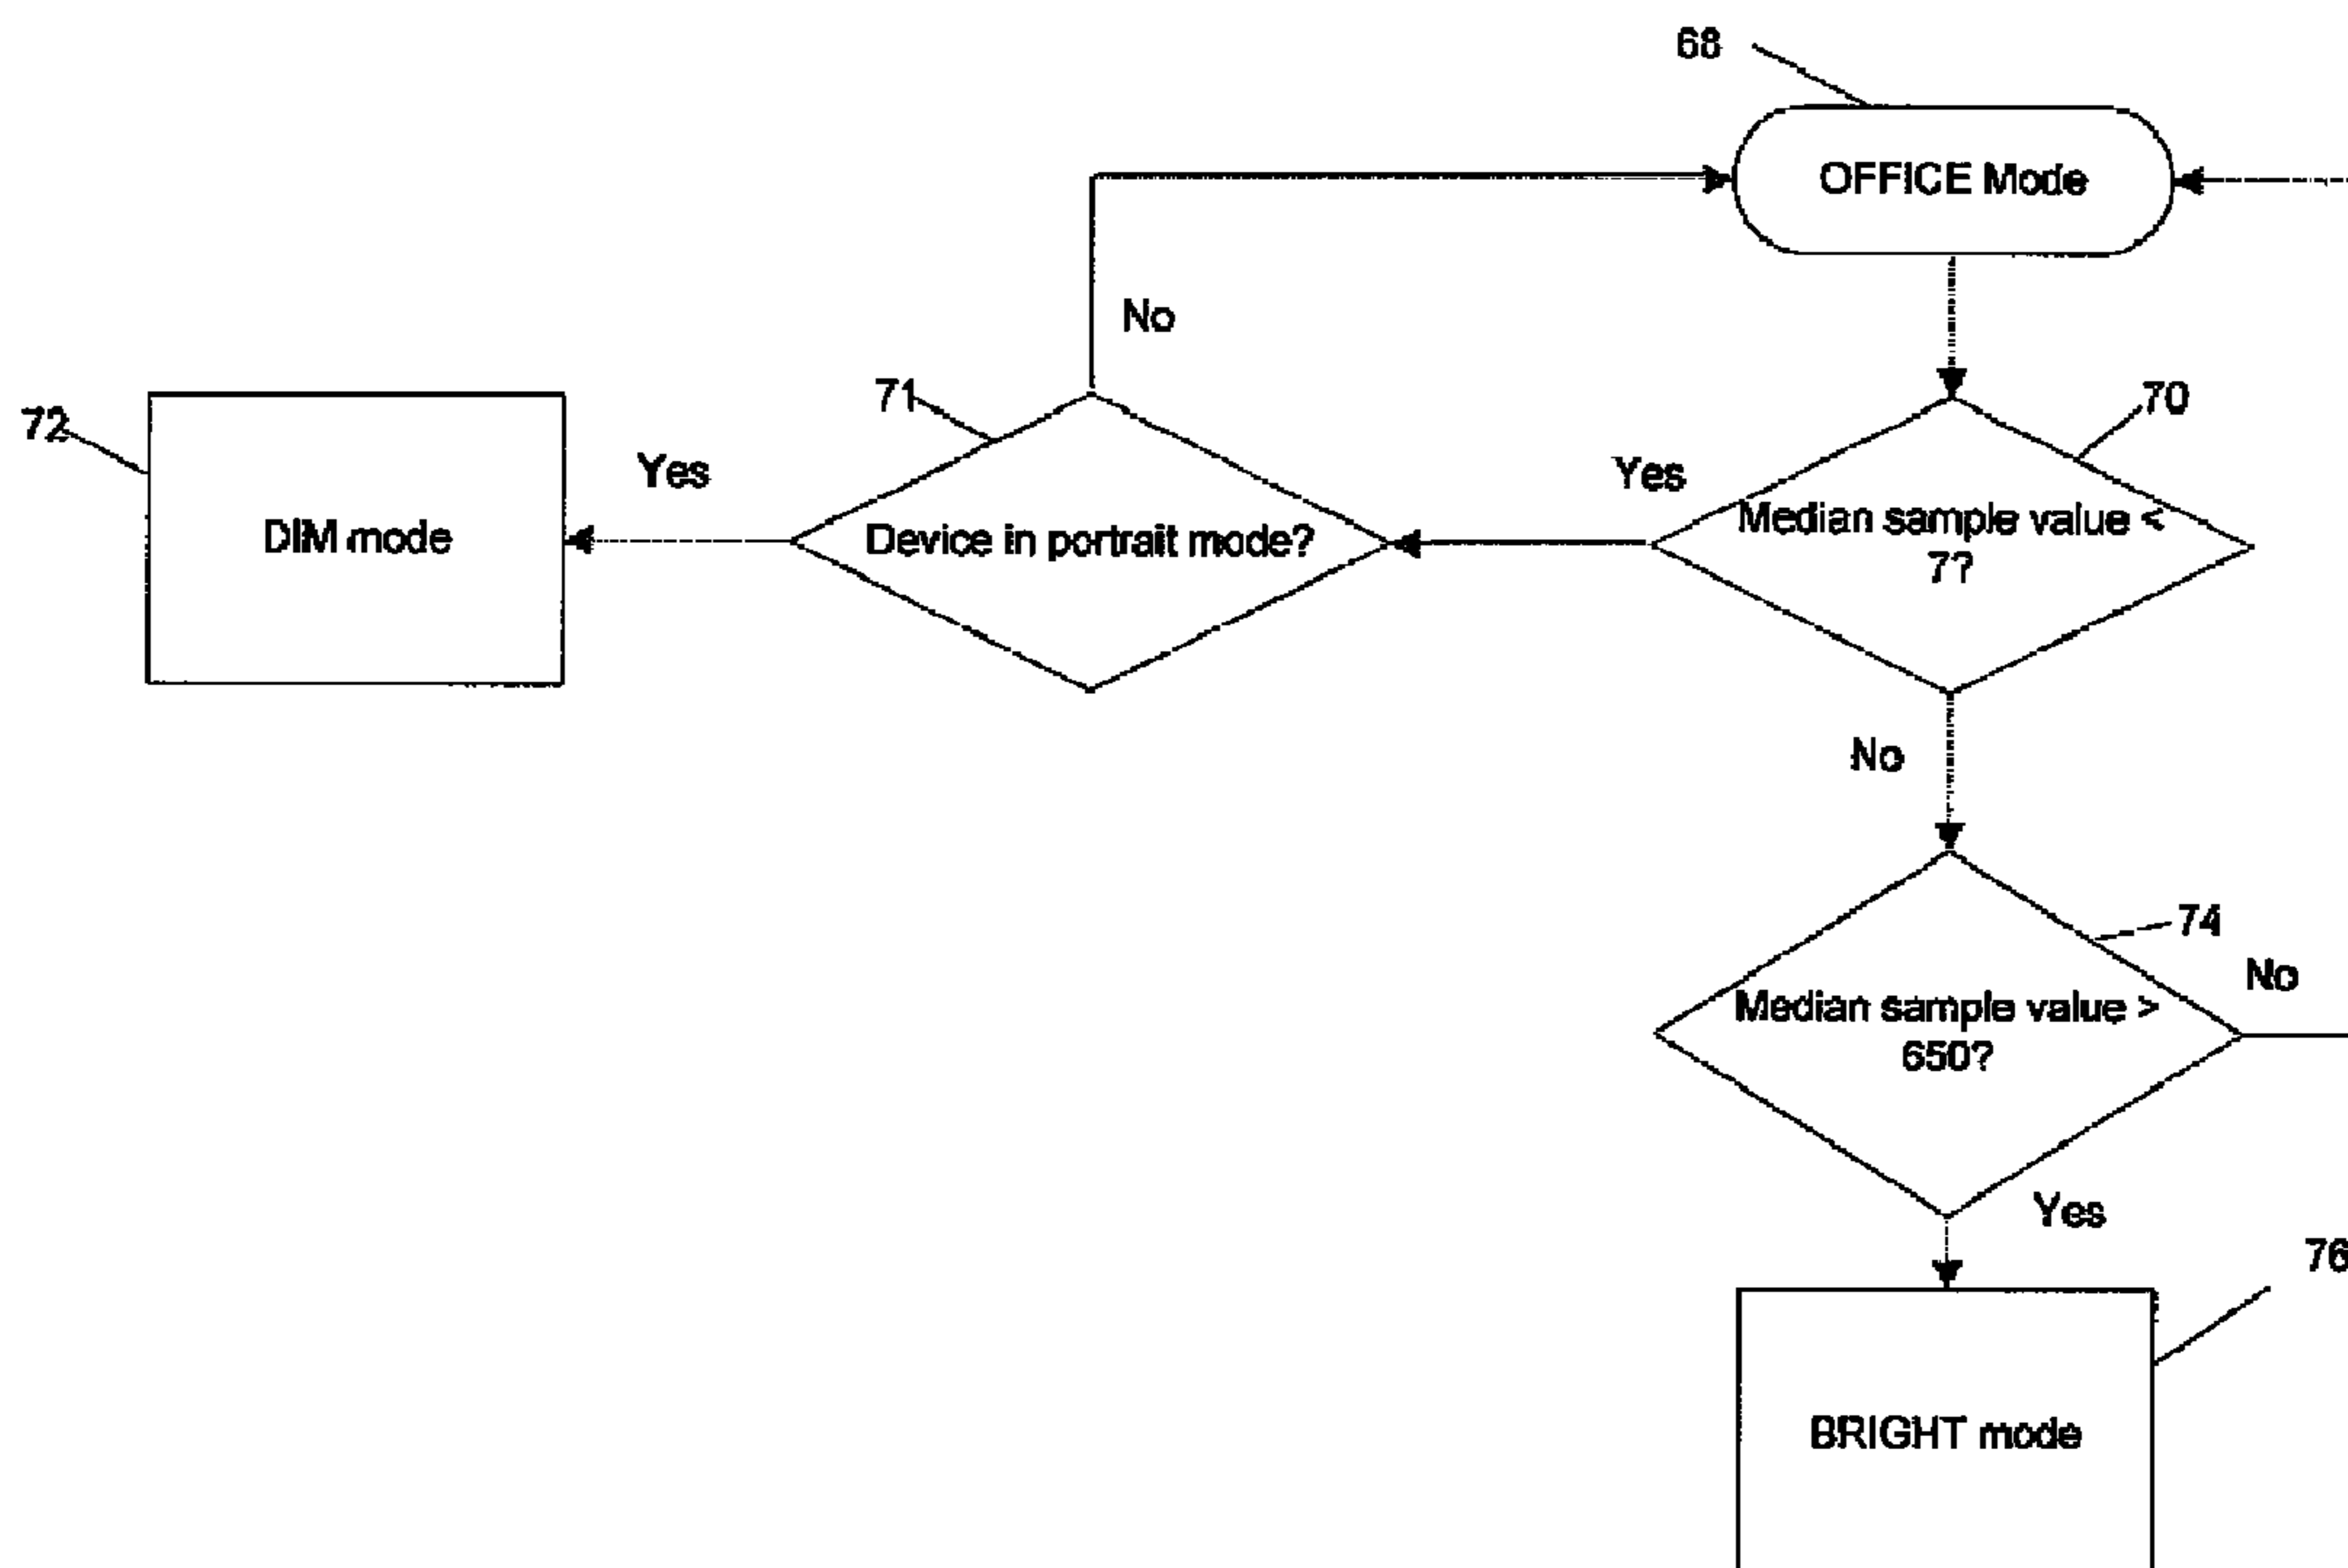 68
OFFICE Mode
No
71
70
72
Yes
Yes
DIM mode
Device in portrait mode?
Median sample value <
7?
No
74
No
Median sample value >
650?
Yes
76
BRIGHT mode